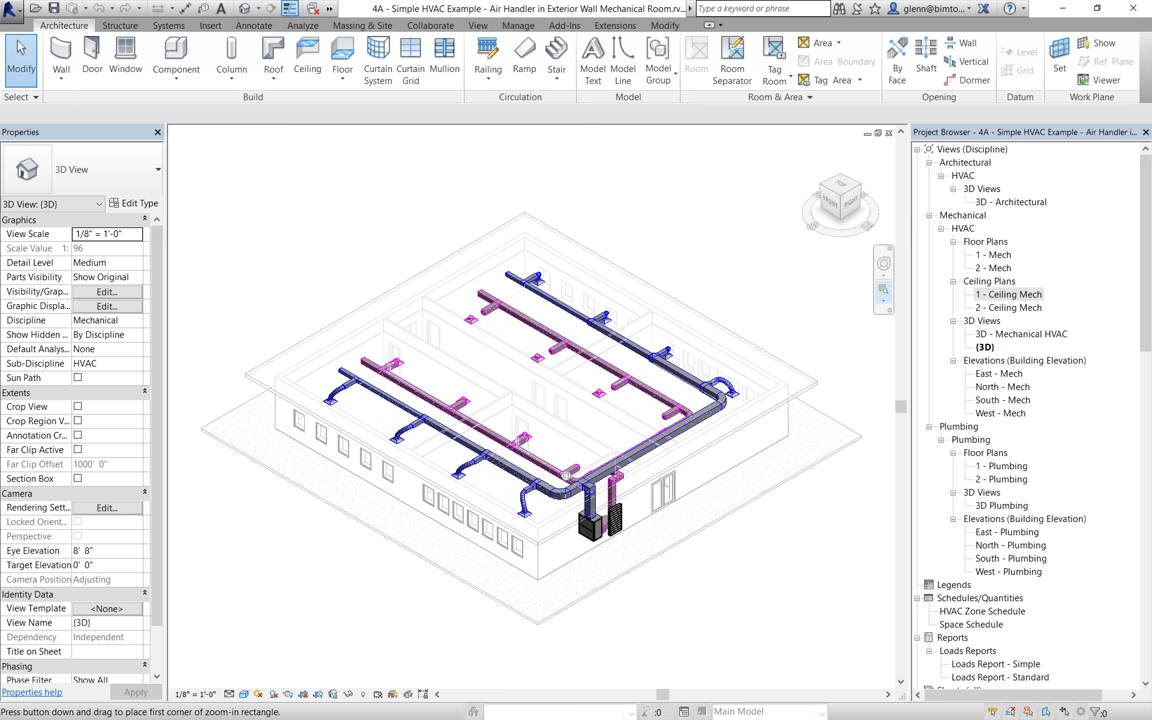 4A - Simple HVAC Example - Air Handler in Exterior Wall Mechanical Room.rv...
Type a keyword or phrase
glenn@bimto...
Architecture Structure Systems Insert Annotate Analyze Massing & Site Collaborate View Manage Add-Ins Extensions Modify
Modify
Wall
Door
Window
Component
Column
Roof
Ceiling
Floor
Curtain System
Curtain Grid
Mullion
Railing
Ramp
Stair
Model Text
Model Line
Model Group
Room
Room Separator
Tag Room
Area
Area Boundary
Tag Area
By Face
Shaft
Wall
Vertical
Dormer
Level
Grid
Set
Show
Ref Plane
Viewer
Select Build Circulation Model Room & Area Opening Datum Work Plane
Properties
3D View
3D View: {3D} Edit Type
Graphics
View Scale 1/8" = 1'-0"
Scale Value 1: 96
Detail Level Medium
Parts Visibility Show Original
Visibility/Grap... Edit...
Graphic Displa... Edit...
Discipline Mechanical
Show Hidden ... By Discipline
Default Analys... None
Sub-Discipline HVAC
Sun Path
Extents
Crop View
Crop Region V...
Annotation Cr...
Far Clip Active
Far Clip Offset 1000' 0"
Section Box
Camera
Rendering Sett... Edit...
Locked Orient...
Perspective
Eye Elevation 8' 8"
Target Elevation 0' 0"
Camera Position Adjusting
Identity Data
View Template <None>
View Name {3D}
Dependency Independent
Title on Sheet
Phasing
Phase Filter Show All
Properties help Apply
TOP
FRONT
RIGHT
1/8" = 1'-0"
Project Browser - 4A - Simple HVAC Example - Air Handler i...
Views (Discipline)
Architectural
HVAC
3D Views
3D - Architectural
Mechanical
HVAC
Floor Plans
1 - Mech
2 - Mech
Ceiling Plans
1 - Ceiling Mech
2 - Ceiling Mech
3D Views
3D - Mechanical HVAC
{3D}
Elevations (Building Elevation)
East - Mech
North - Mech
South - Mech
West - Mech
Plumbing
Plumbing
Floor Plans
1 - Plumbing
2 - Plumbing
3D Views
3D Plumbing
Elevations (Building Elevation)
East - Plumbing
North - Plumbing
South - Plumbing
West - Plumbing
Legends
Schedules/Quantities
HVAC Zone Schedule
Space Schedule
Reports
Loads Reports
Loads Report - Simple
Loads Report - Standard
Press button down and drag to place first corner of zoom-in rectangle.
:0
Main Model
:0